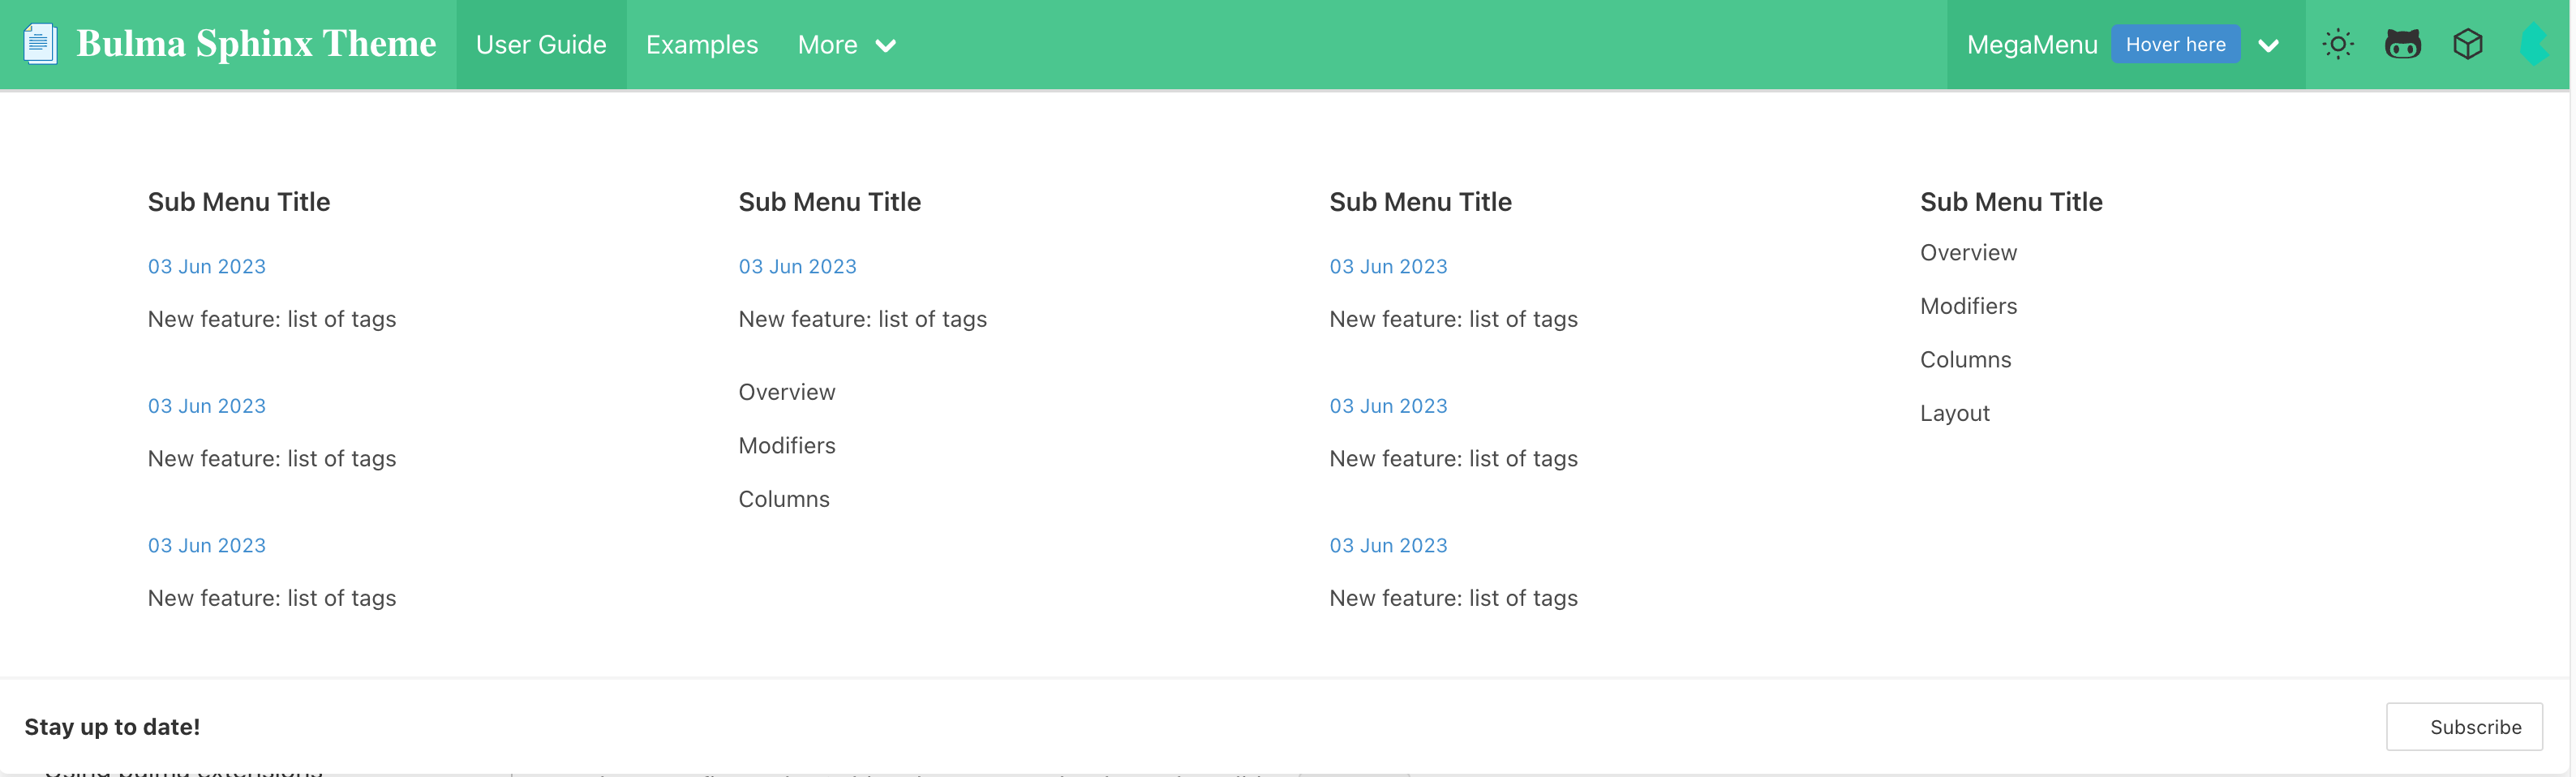 Bulma Sphinx Theme User Guide Examples More MegaMenu Hover here
Sub Menu Title
03 Jun 2023
New feature: list of tags
03 Jun 2023
New feature: list of tags
03 Jun 2023
New feature: list of tags
Sub Menu Title
03 Jun 2023
New feature: list of tags
Overview
Modifiers
Columns
Sub Menu Title
03 Jun 2023
New feature: list of tags
03 Jun 2023
New feature: list of tags
03 Jun 2023
New feature: list of tags
Sub Menu Title
Overview
Modifiers
Columns
Layout
Stay up to date! Subscribe